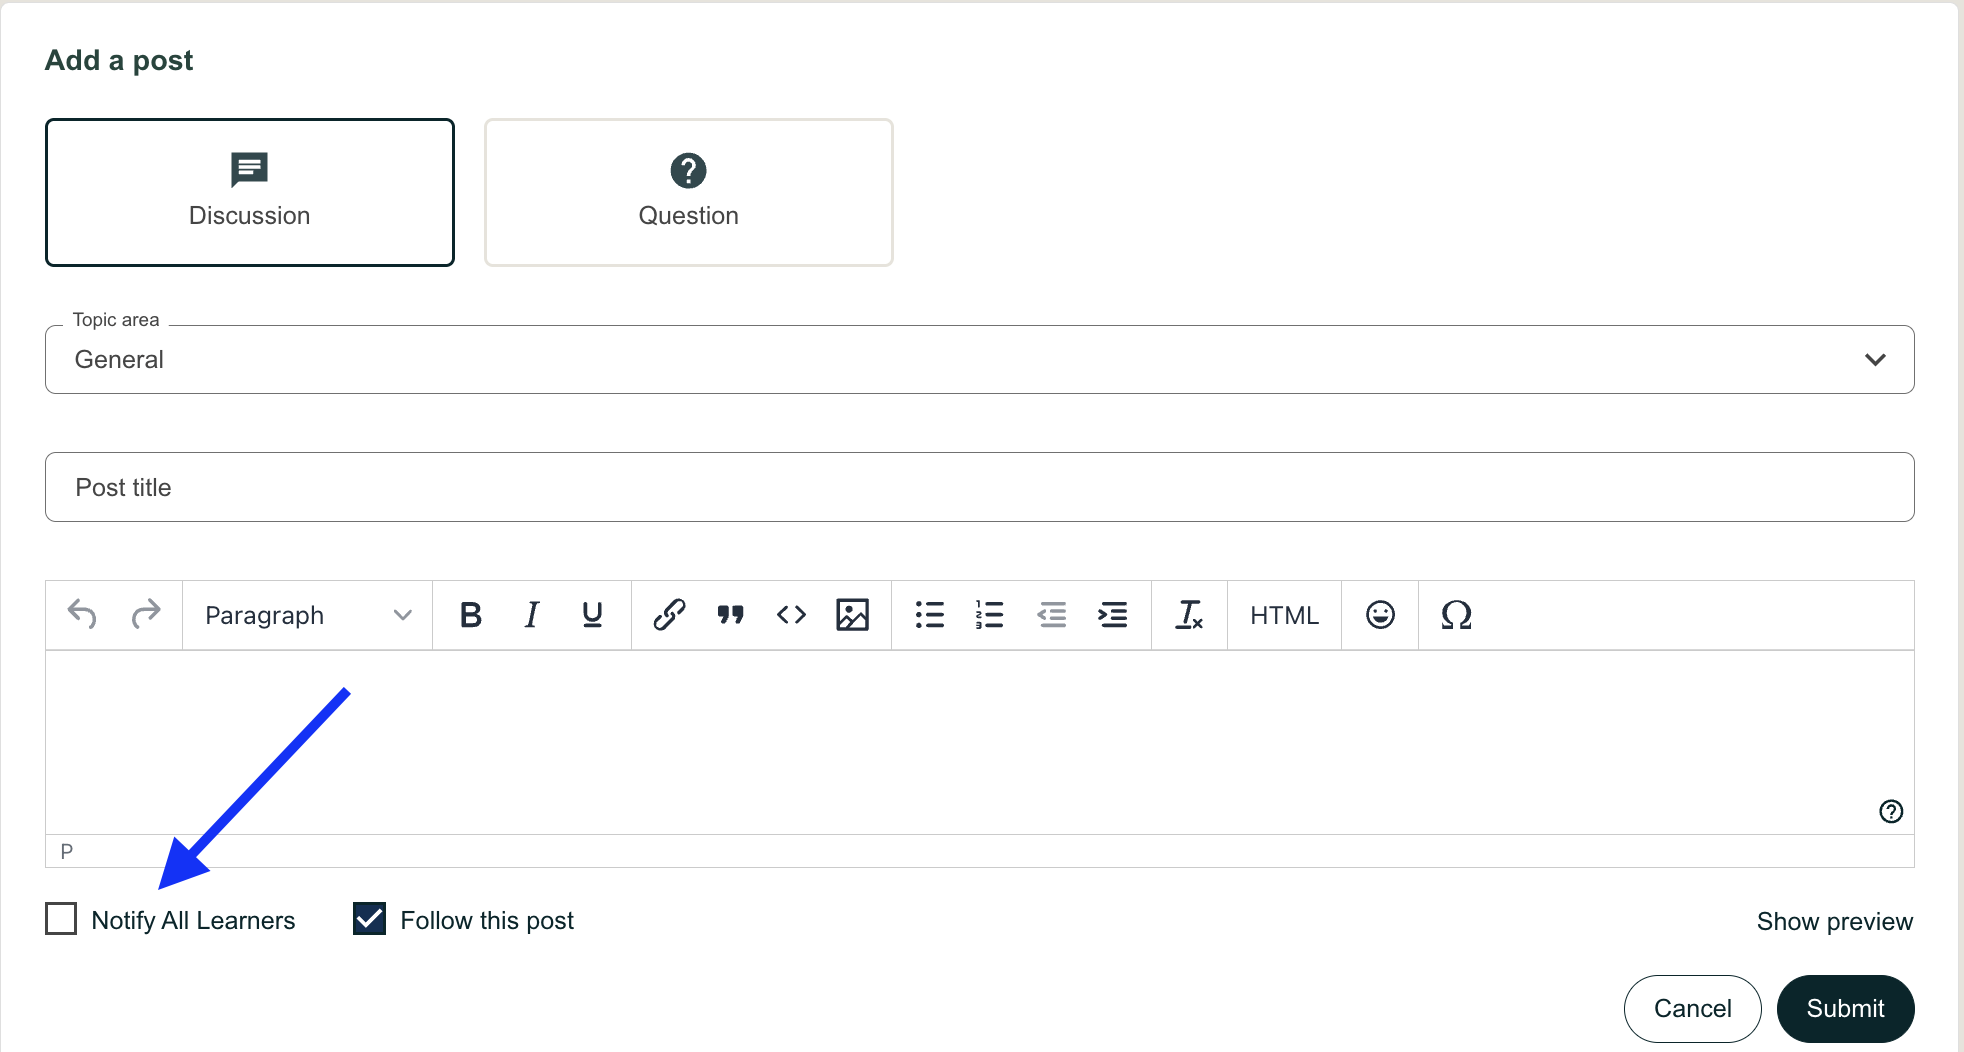 Add a post
Discussion
Question
Topic area
General
Post title
Paragraph B I U HTML Ω
P
Notify All Learners Follow this post Show preview
Cancel Submit